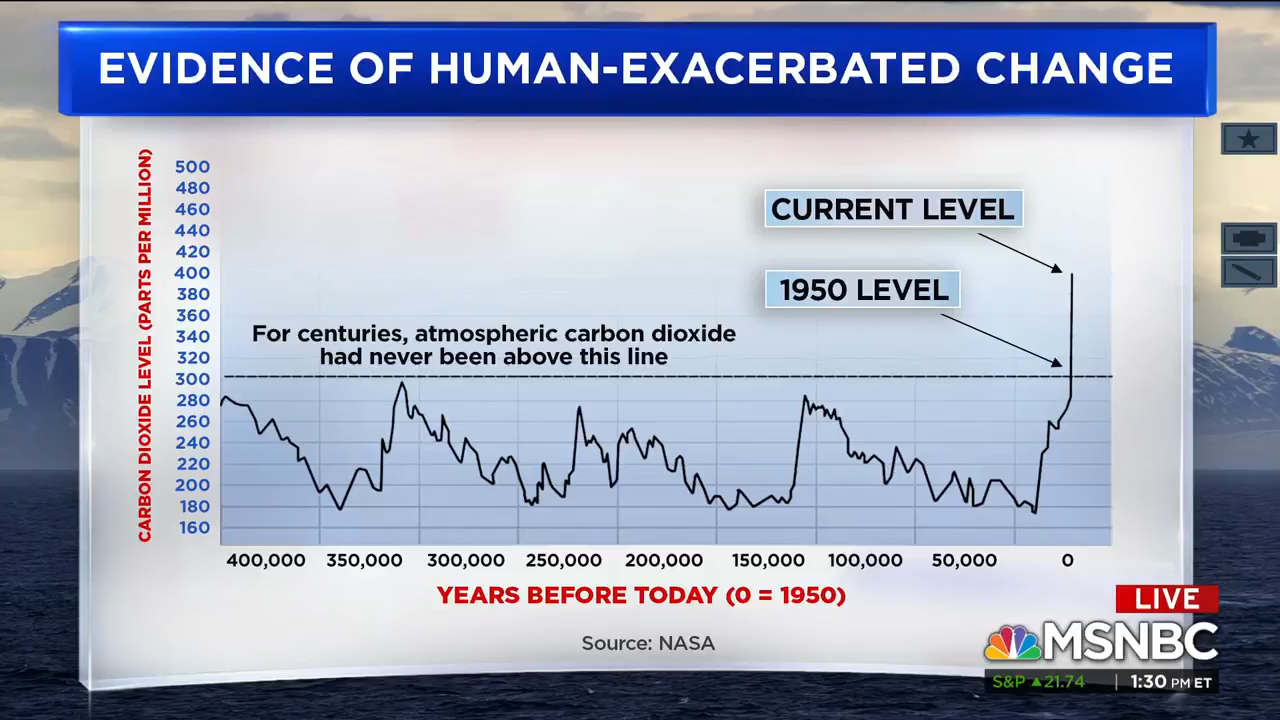 EVIDENCE OF HUMAN-EXACERBATED CHANGE
CARBON DIOXIDE LEVEL (PARTS PER MILLION)
500
480
460
440
420
400
380
360
340
320
300
280
260
240
220
200
180
160
CURRENT LEVEL
1950 LEVEL
For centuries, atmospheric carbon dioxide
had never been above this line
400,000 350,000 300,000 250,000 200,000 150,000 100,000 50,000 0
YEARS BEFORE TODAY (0 = 1950)
Source: NASA
LIVE
MSNBC
S&P ▲21.74 | 1:30 PM ET